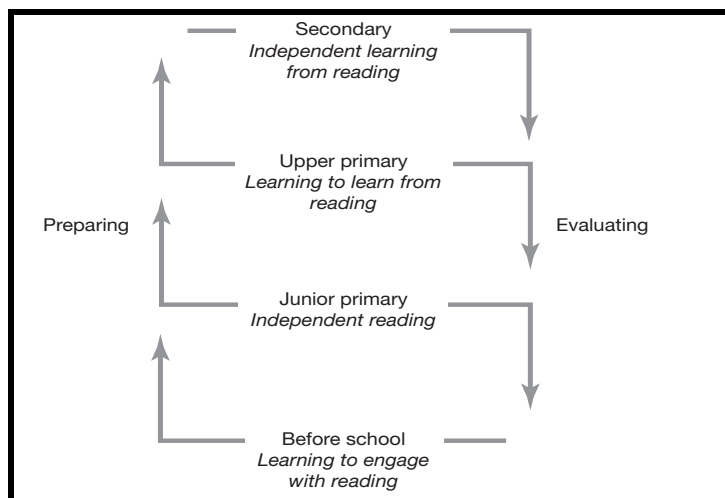 Secondary
Independent learning
from reading
Upper primary
Learning to learn from
reading
Preparing
Evaluating
Junior primary
Independent reading
Before school
Learning to engage
with reading